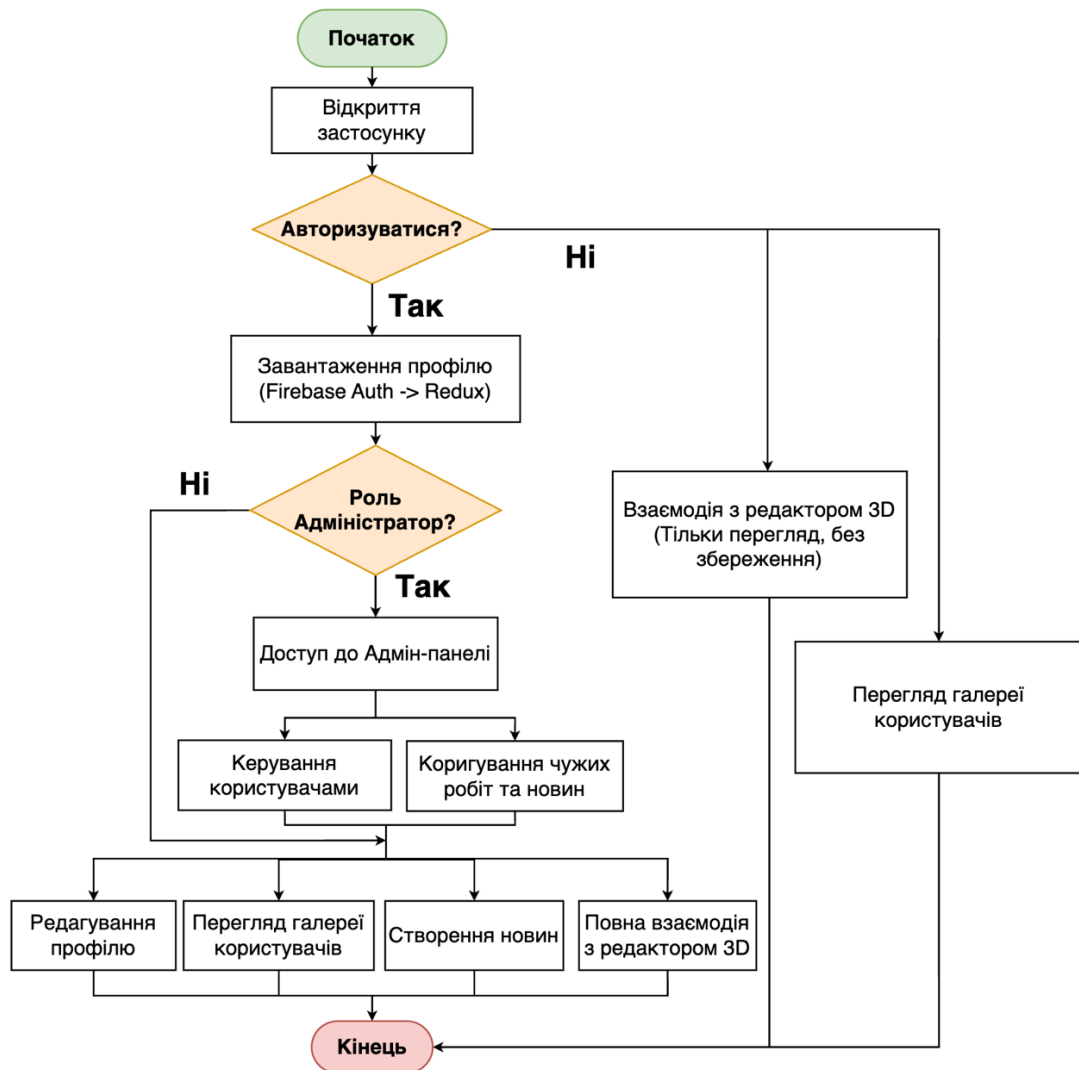 Початок
Відкриття
застосунку
Авторизуватися?
Ні
Так
Завантаження профілю
(Firebase Auth -> Redux)
Ні
Роль
Адміністратор?
Так
Взаємодія з редактором 3D
(Тільки перегляд, без
збереження)
Доступ до Адмін-панелі
Перегляд галереї
користувачів
Керування
користувачами
Коригування чужих
робіт та новин
Редагування
профілю
Перегляд галереї
користувачів
Створення новин
Повна взаємодія
з редактором 3D
Кінець